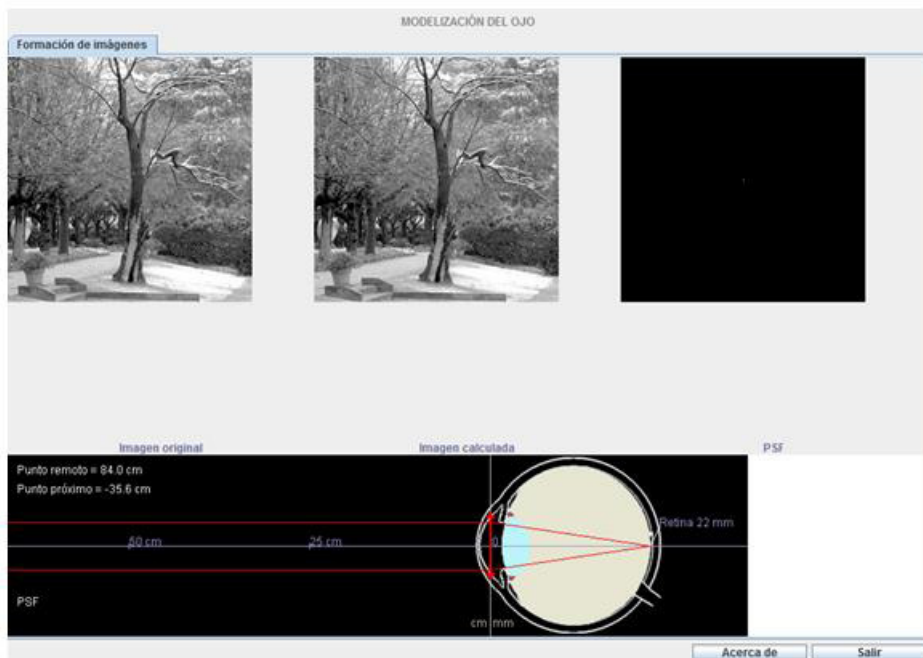 MODELIZACIÓN DEL OJO
Formación de imágenes
Imagen original
Imagen calculada
PSF
Punto remoto = 84.0 cm
Punto próximo = -35.6 cm
Retina 22 mm
50 cm
25 cm
0
PSF
cm mm
Acerca de
Salir